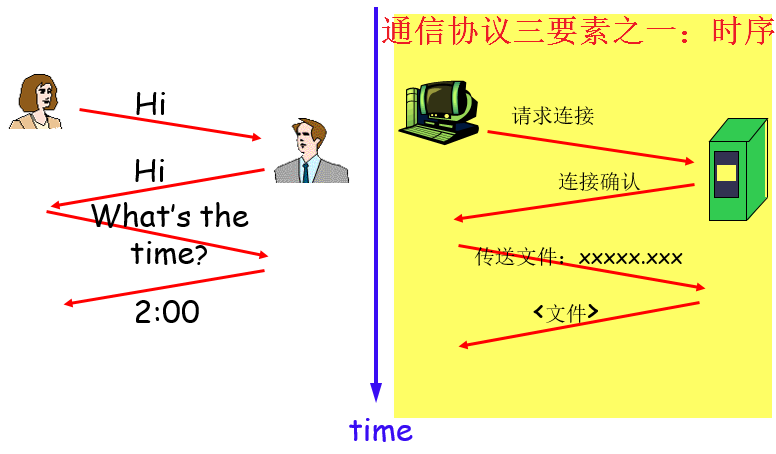 通信协议三要素之一：时序
Hi
Hi
What's the
time?
2:00
请求连接
连接确认
传送文件：xxxxx.xxx
<文件>
time